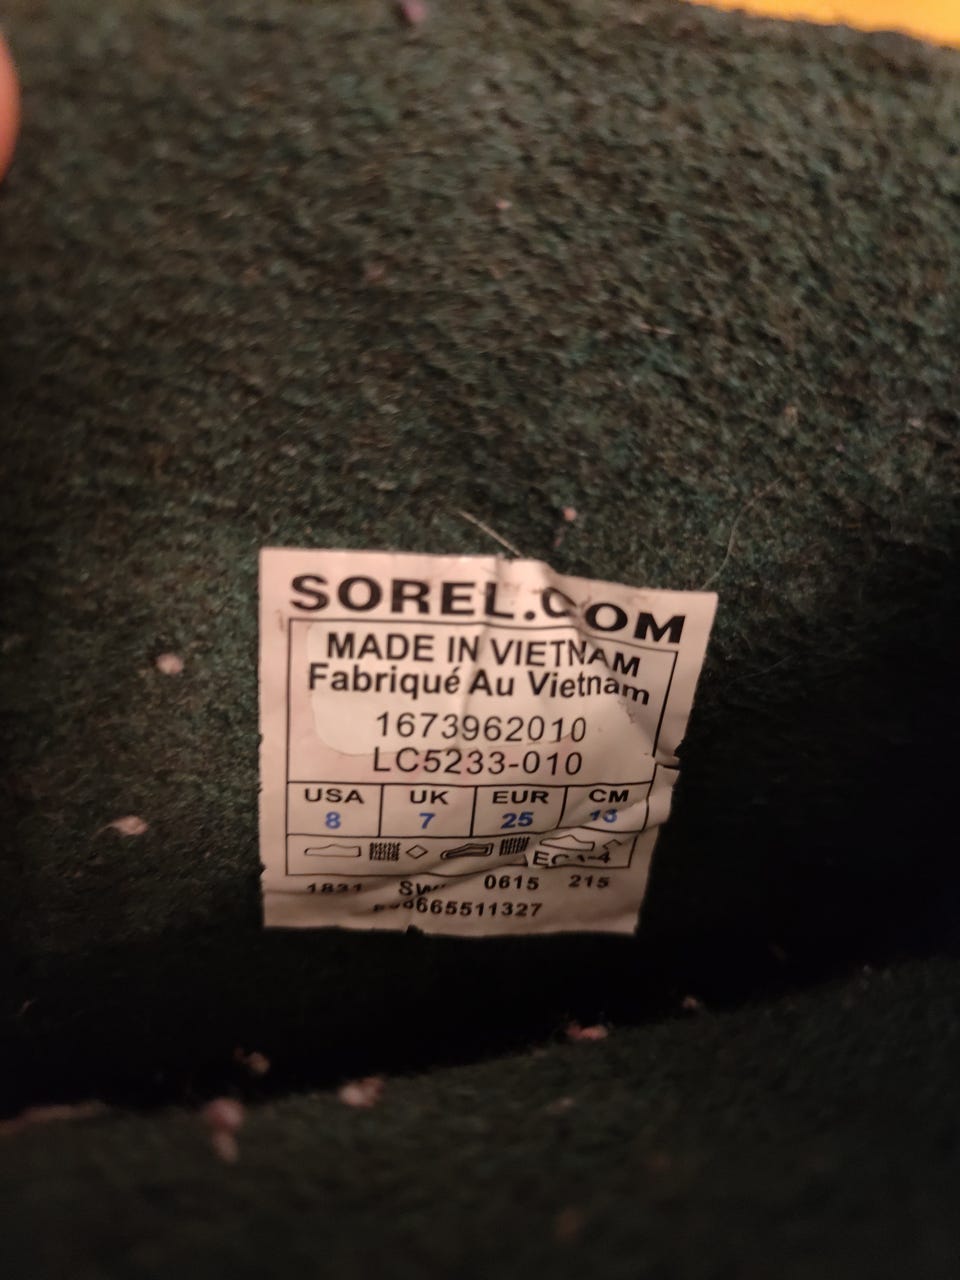 SOREL.COM
MADE IN VIETNAM
Fabriqué Au Vietnam
1673962010
LC5233-010
USA UK EUR CM
8 7 25
0615 215